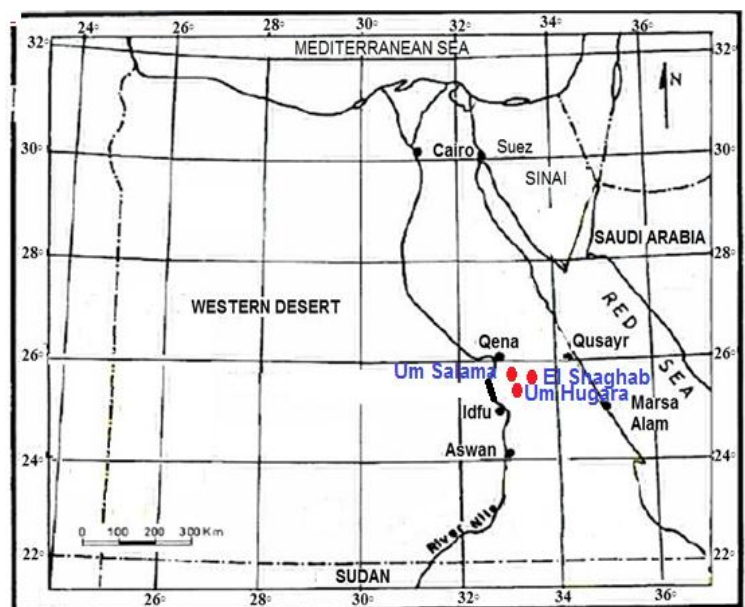 24° 26° 28° 30° 32° 34° 36°
32° MEDITERRANEAN SEA 32°
N
30° Cairo Suez 30°
SINAI
28° SAUDI ARABIA 28°
WESTERN DESERT
RED SEA
Qena Qusayr
26° 26°
Um Salama El Shaghab
Um Hugara
Idfu Marsa
Alam
Aswan
24° 24°
0 100 200 300 Km
River Nile
22° 22°
SUDAN
26° 28° 30° 32° 34° 36°